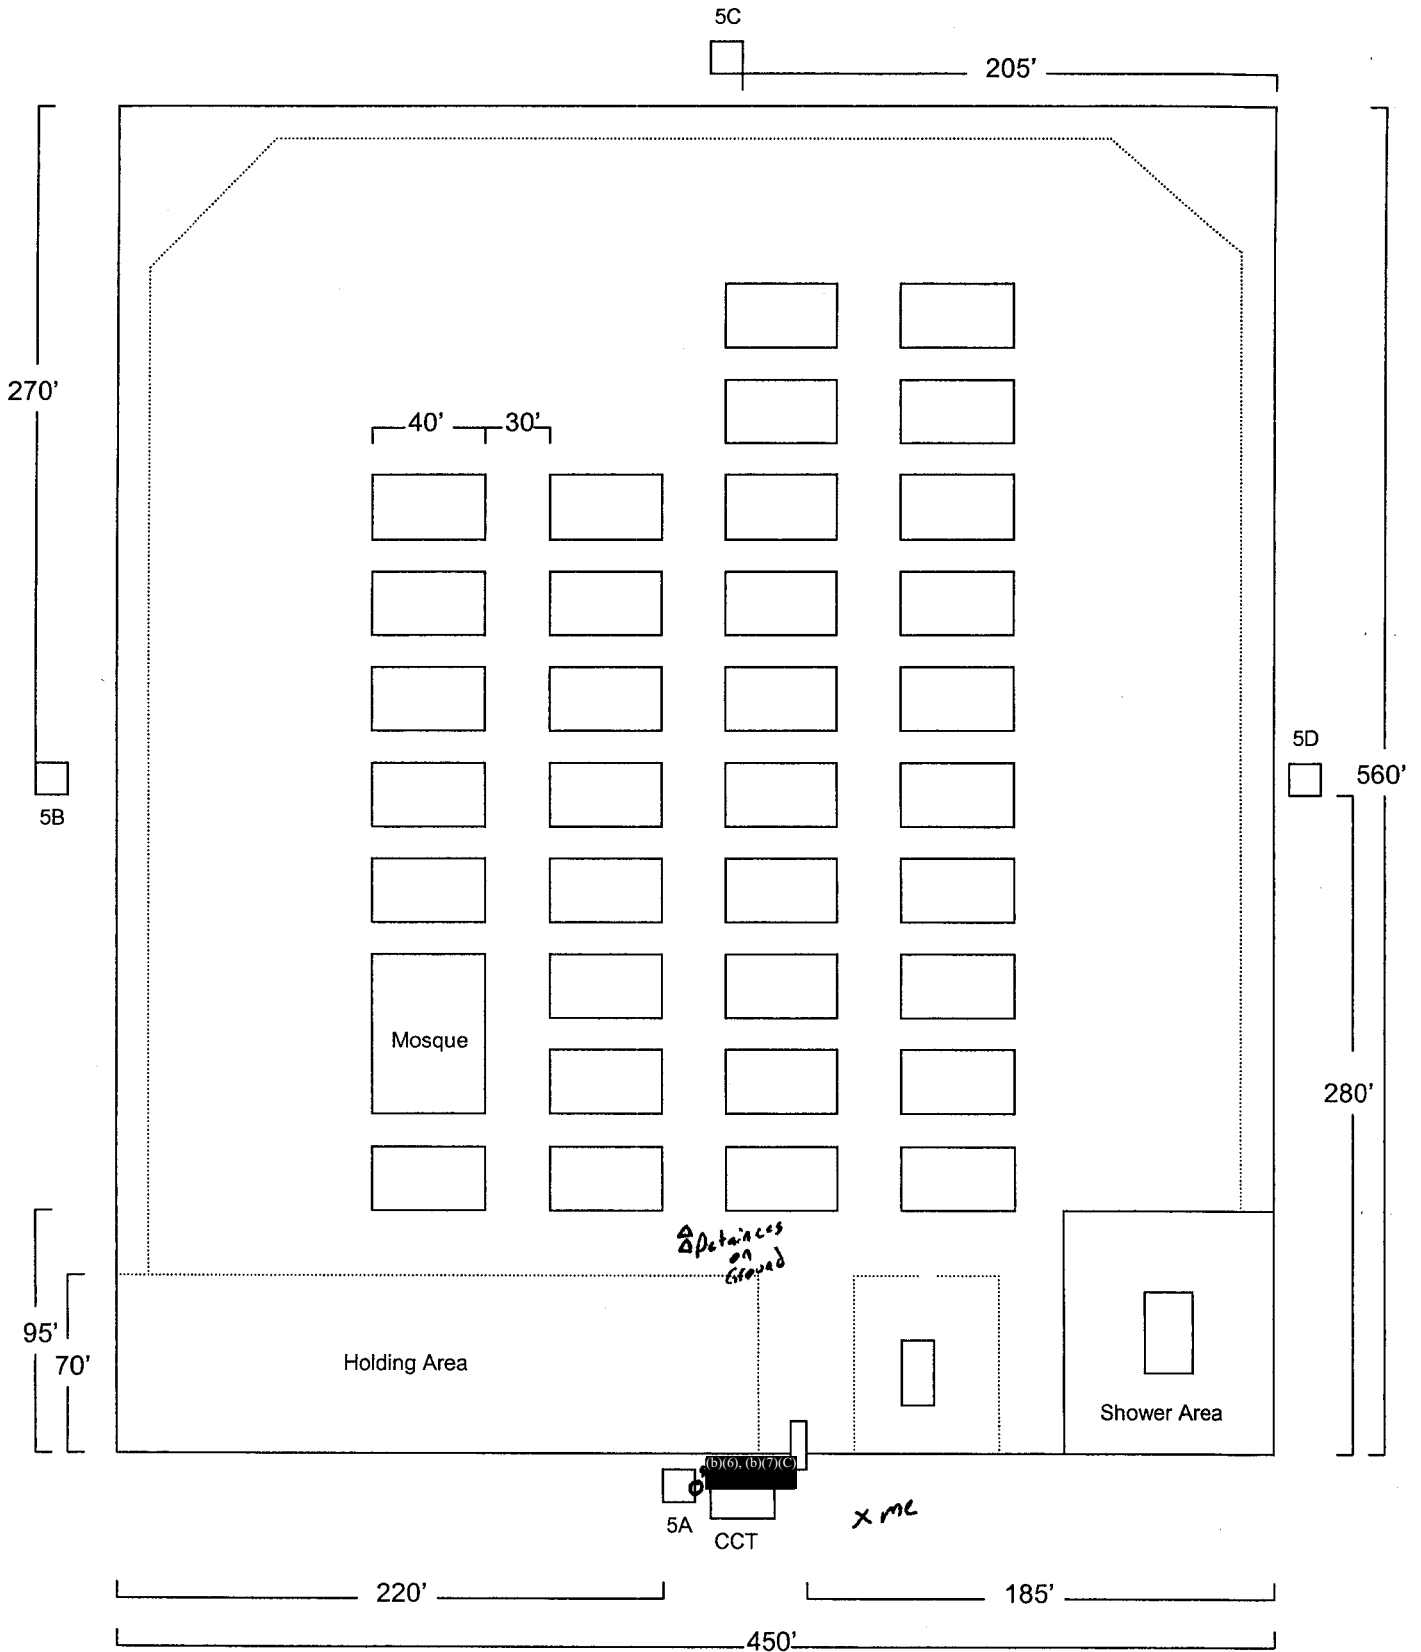 5C
205'
270'
40'
30'
5D
560'
5B
Mosque
280'
Detainees
on
Ground
95'
70'
Holding Area
Shower Area
(b)(6), (b)(7)(C)
x me
5A
CCT
220'
185'
450'